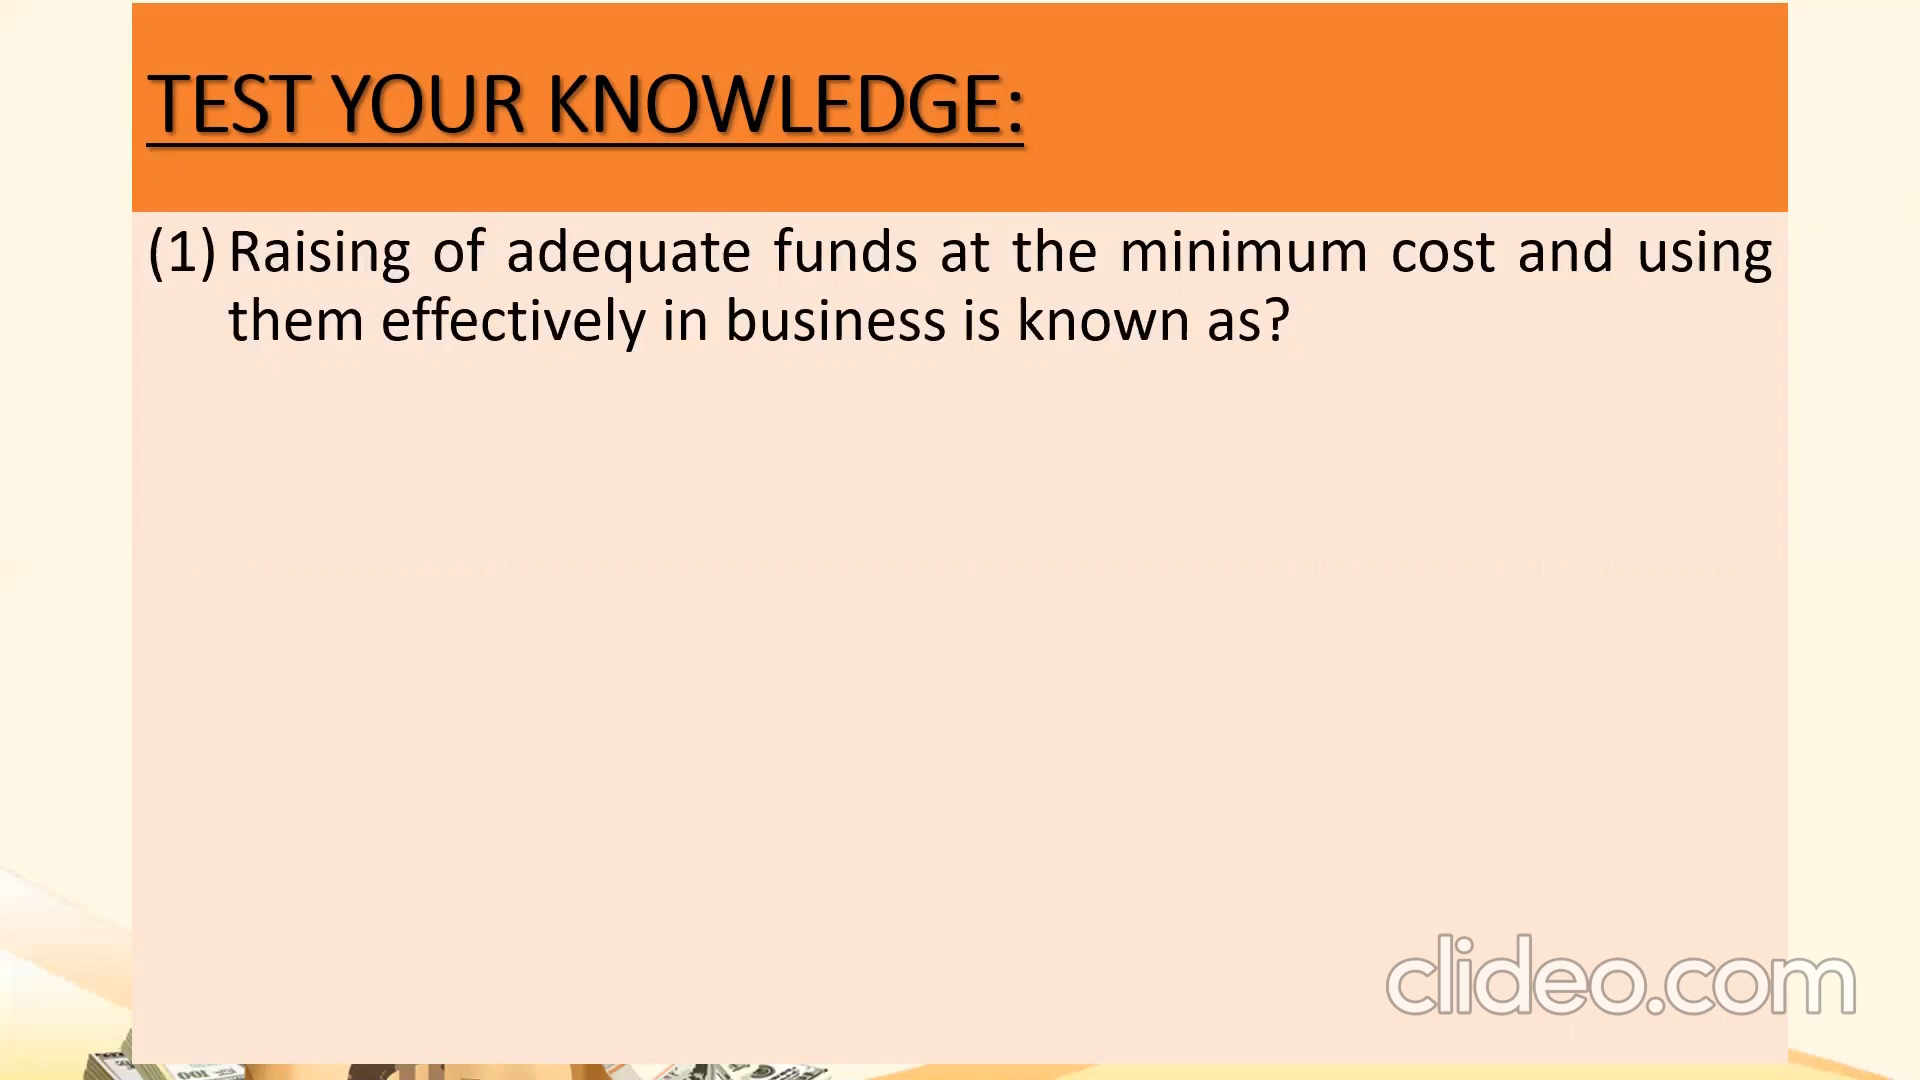 TEST YOUR KNOWLEDGE:
(1) Raising of adequate funds at the minimum cost and using
them effectively in business is known as?
clideo.com
100